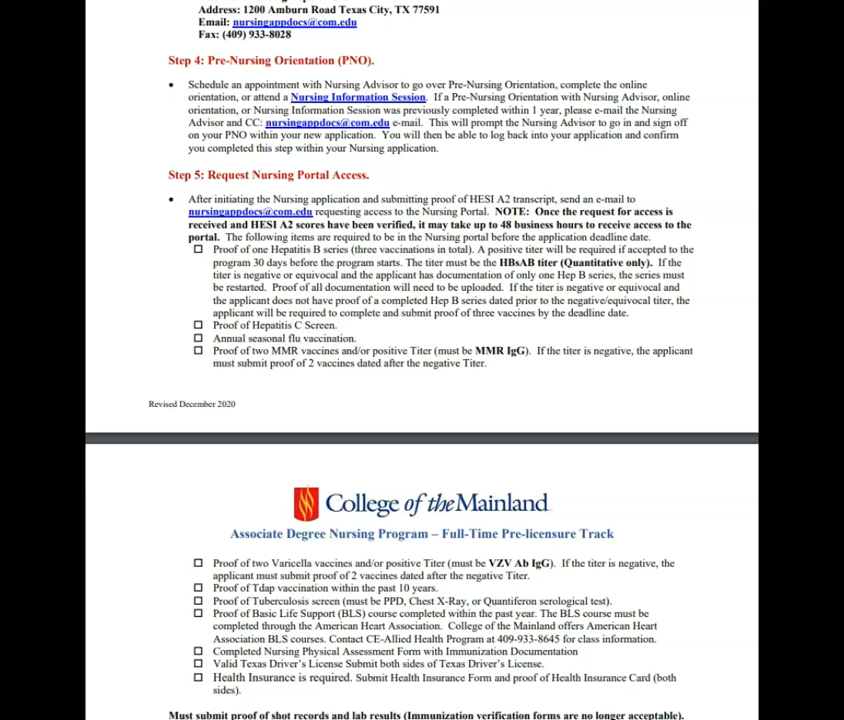 Address: 1200 Amburn Road Texas City, TX 77591
Email: nursingappdocs@com.edu
Fax: (409) 933-8028
Step 4: Pre-Nursing Orientation (PNO).
• Schedule an appointment with Nursing Advisor to go over Pre-Nursing Orientation, complete the online
orientation, or attend a Nursing Information Session. If a Pre-Nursing Orientation with Nursing Advisor, online
orientation, or Nursing Information Session was previously completed within 1 year, please e-mail the Nursing
Advisor and CC: nursingappdocs@com.edu e-mail. This will prompt the Nursing Advisor to go in and sign off
on your PNO within your new application. You will then be able to log back into your application and confirm
you completed this step within your Nursing application.
Step 5: Request Nursing Portal Access.
• After initiating the Nursing application and submitting proof of HESI A2 transcript, send an e-mail to
nursingappdocs@com.edu requesting access to the Nursing Portal. NOTE: Once the request for access is
received and HESI A2 scores have been verified, it may take up to 48 business hours to receive access to the
portal. The following items are required to be in the Nursing portal before the application deadline date.
☐ Proof of one Hepatitis B series (three vaccinations in total). A positive titer will be required if accepted to the
program 30 days before the program starts. The titer must be the HBsAB titer (Quantitative only). If the
titer is negative or equivocal and the applicant has documentation of only one Hep B series, the series must
be restarted. Proof of all documentation will need to be uploaded. If the titer is negative or equivocal and
the applicant does not have proof of a completed Hep B series dated prior to the negative/equivocal titer, the
applicant will be required to complete and submit proof of three vaccines by the deadline date.
☐ Proof of Hepatitis C Screen.
☐ Annual seasonal flu vaccination.
☐ Proof of two MMR vaccines and/or positive Titer (must be MMR IgG). If the titer is negative, the applicant
must submit proof of 2 vaccines dated after the negative Titer.
Revised December 2020
College of the Mainland
Associate Degree Nursing Program – Full-Time Pre-licensure Track
☐ Proof of two Varicella vaccines and/or positive Titer (must be VZV Ab IgG). If the titer is negative, the
applicant must submit proof of 2 vaccines dated after the negative Titer.
☐ Proof of Tdap vaccination within the past 10 years.
☐ Proof of Tuberculosis screen (must be PPD, Chest X-Ray, or Quantiferon serological test).
☐ Proof of Basic Life Support (BLS) course completed within the past year. The BLS course must be
completed through the American Heart Association. College of the Mainland offers American Heart
Association BLS courses. Contact CE-Allied Health Program at 409-933-8645 for class information.
☐ Completed Nursing Physical Assessment Form with Immunization Documentation
☐ Valid Texas Driver's License Submit both sides of Texas Driver's License.
☐ Health Insurance is required. Submit Health Insurance Form and proof of Health Insurance Card (both
sides).
Must submit proof of shot records and lab results (Immunization verification forms are no longer acceptable).